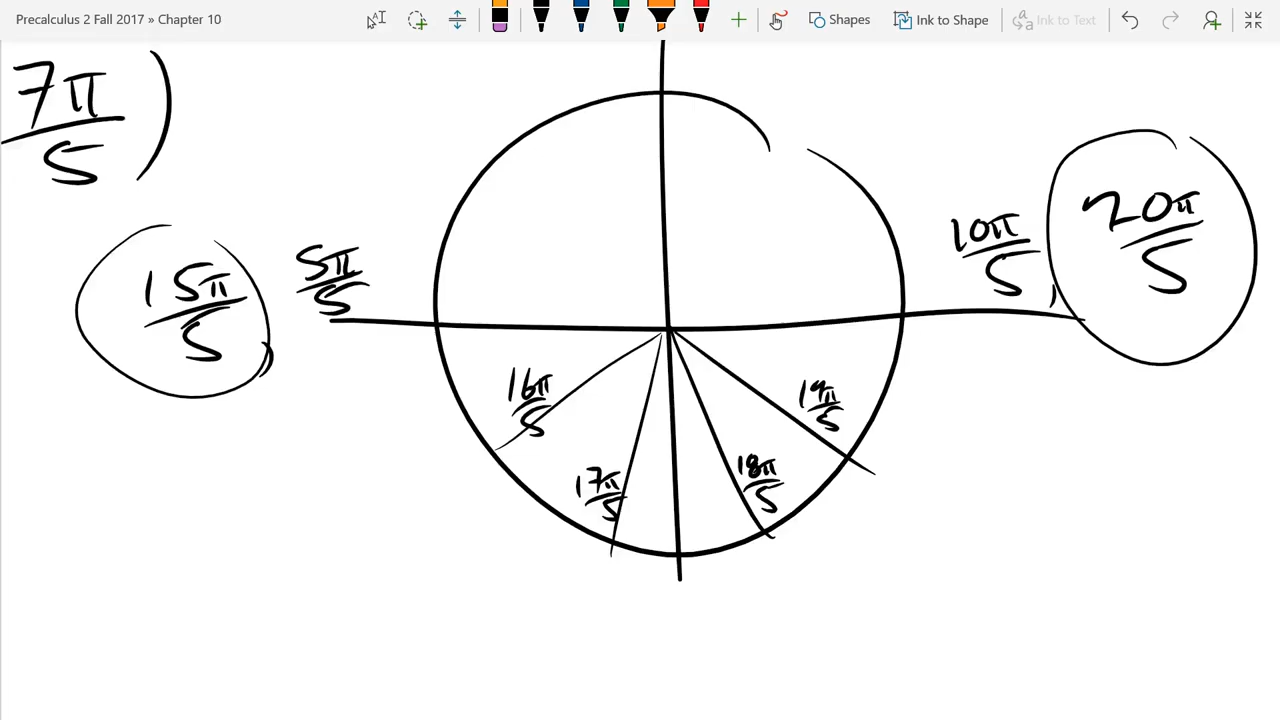 Precalculus 2 Fall 2017 » Chapter 10
Shapes
Ink to Shape
Ink to Text
7π/5 )
15π/5
5π/5
10π/5,
20π/5
16π/5
17π/5
18π/5
19π/5